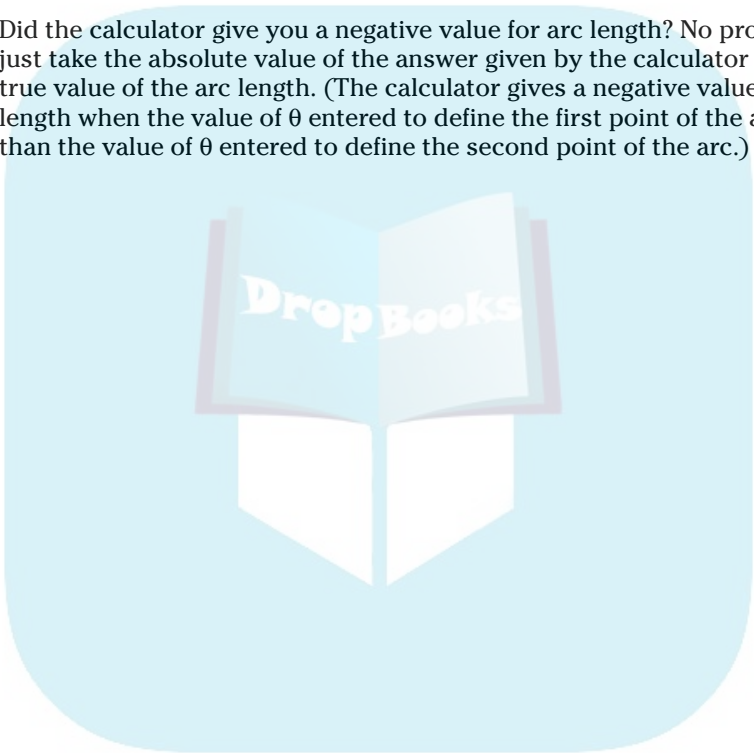 Did the calculator give you a negative value for arc length? No pro
just take the absolute value of the answer given by the calculator
true value of the arc length. (The calculator gives a negative value
length when the value of θ entered to define the first point of the a
than the value of θ entered to define the second point of the arc.)
Drop Books